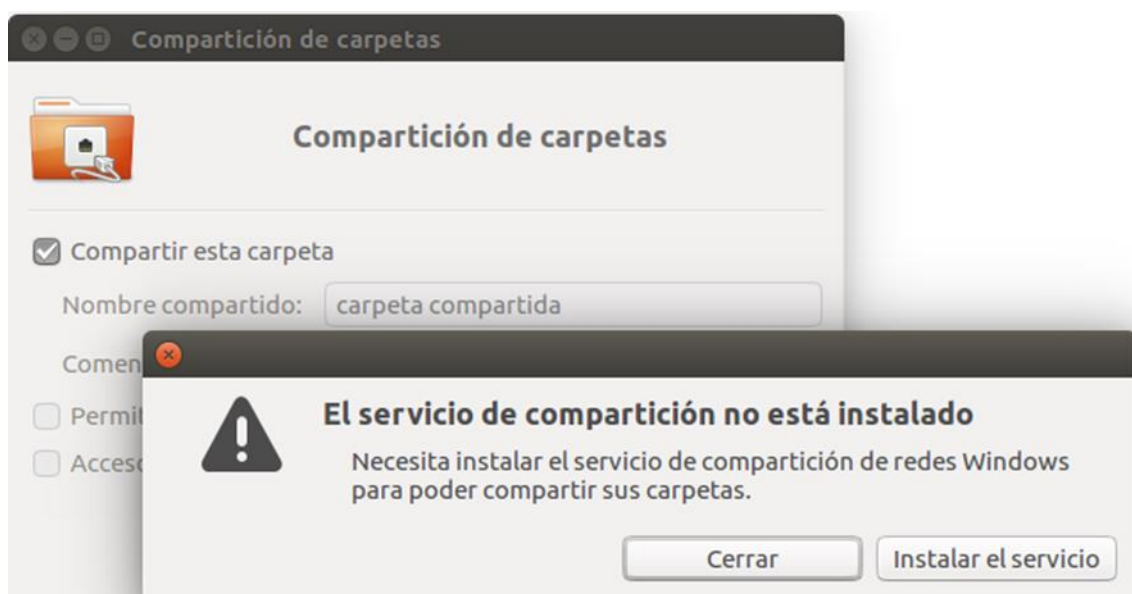 Compartición de carpetas
Compartición de carpetas
Compartir esta carpeta
Nombre compartido: carpeta compartida
El servicio de compartición no está instalado
Necesita instalar el servicio de compartición de redes Windows
para poder compartir sus carpetas.
Cerrar Instalar el servicio